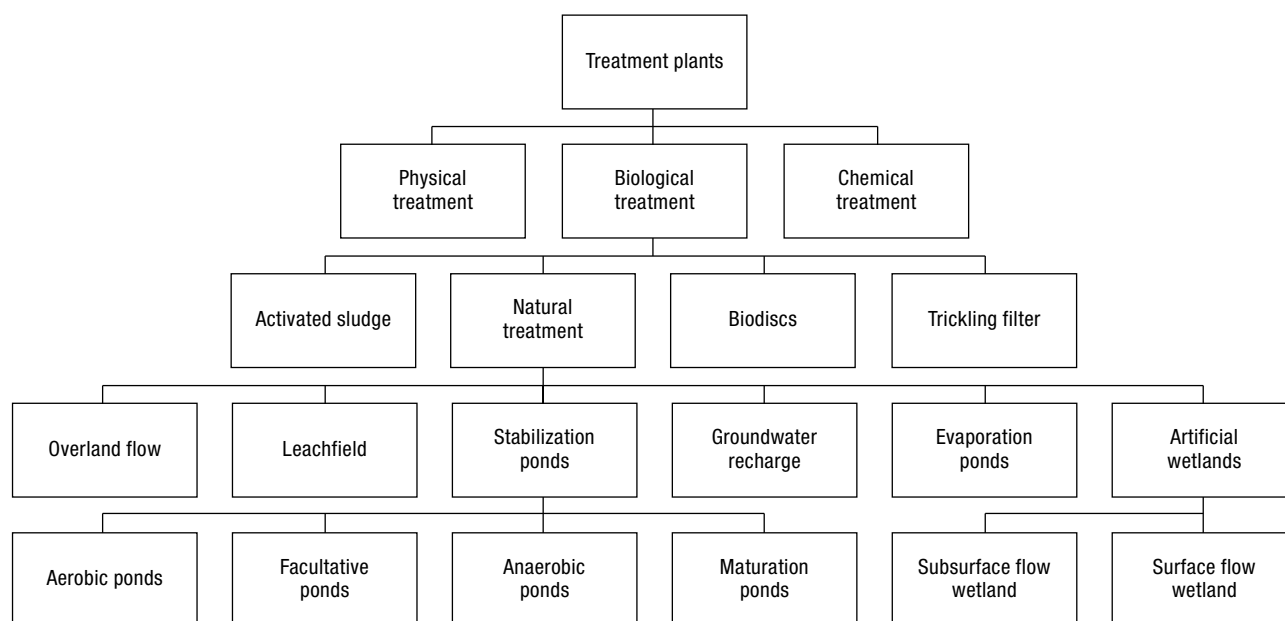 Treatment plants
Physical
treatment
Biological
treatment
Chemical
treatment
Activated sludge
Natural
treatment
Biodiscs
Trickling filter
Overland flow
Leachfield
Stabilization
ponds
Groundwater
recharge
Evaporation
ponds
Artificial
wetlands
Aerobic ponds
Facultative
ponds
Anaerobic
ponds
Maturation ponds
Subsurface flow
wetland
Surface flow
wetland